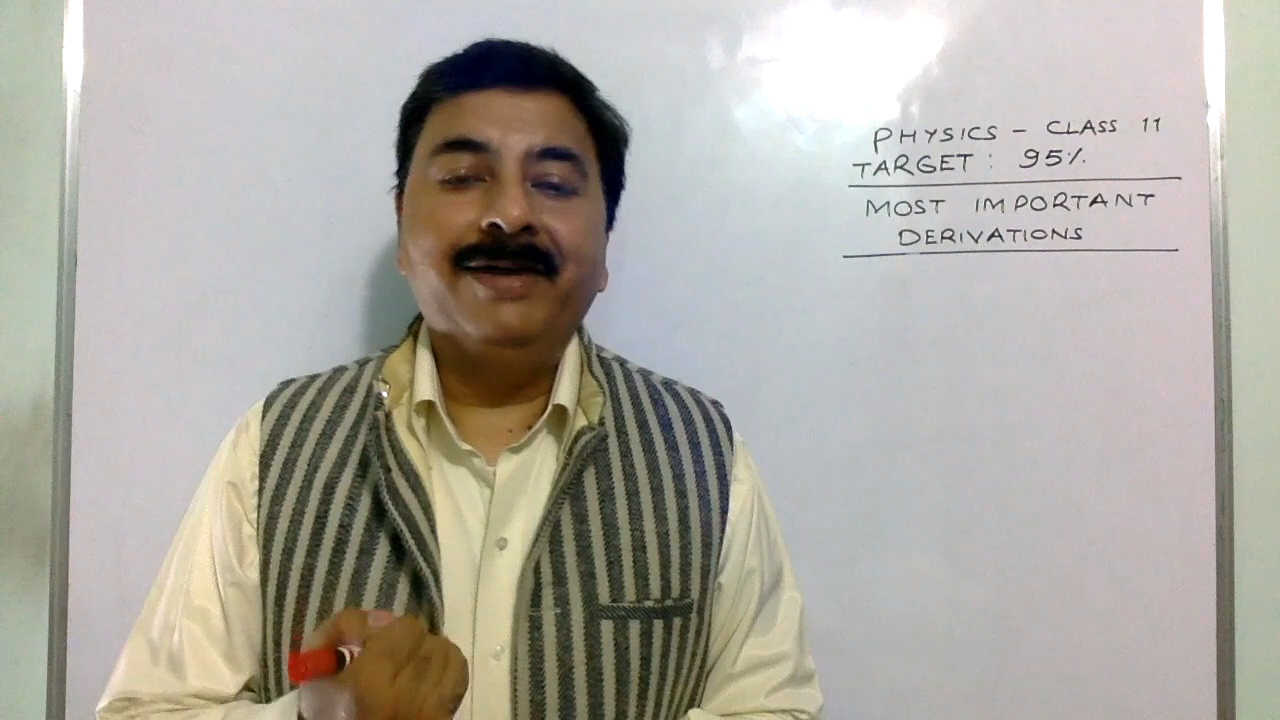 PHYSICS - CLASS 11
TARGET : 95%
MOST IMPORTANT
DERIVATIONS